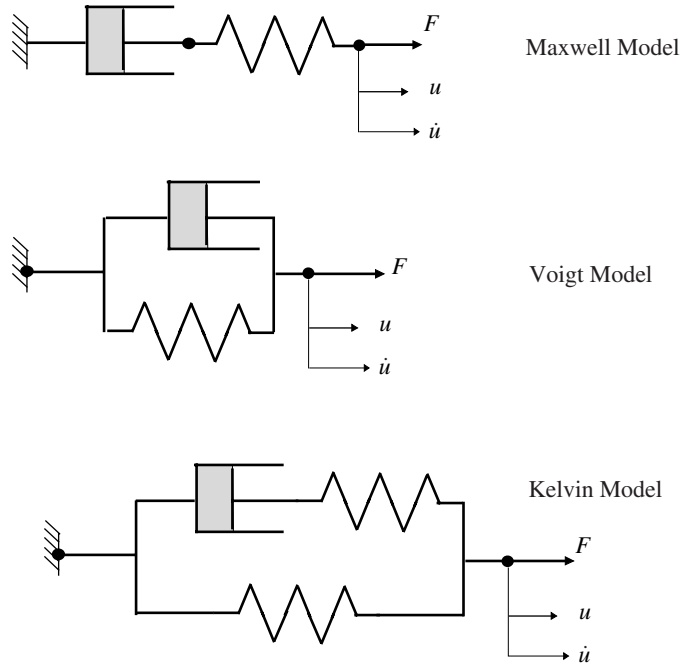 F
Maxwell Model
u
u̇
F
Voigt Model
u
u̇
Kelvin Model
F
u
u̇